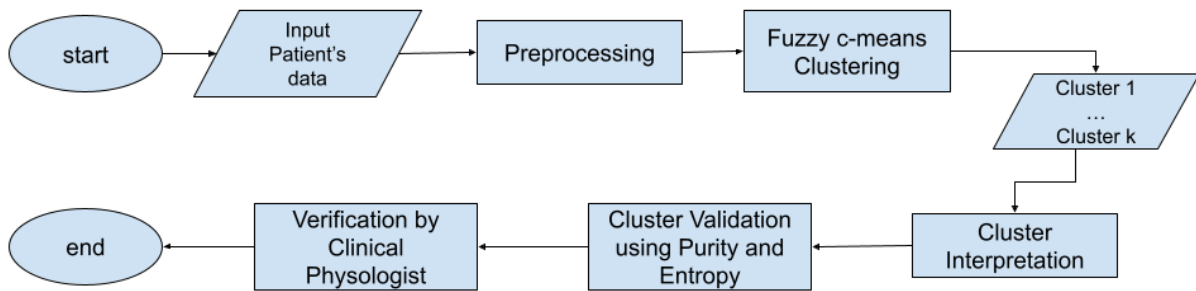 start
Input
Patient's
data
Preprocessing
Fuzzy c-means
Clustering
Cluster 1
...
Cluster k
Cluster
Interpretation
Cluster Validation
using Purity and
Entropy
Verification by
Clinical
Physologist
end